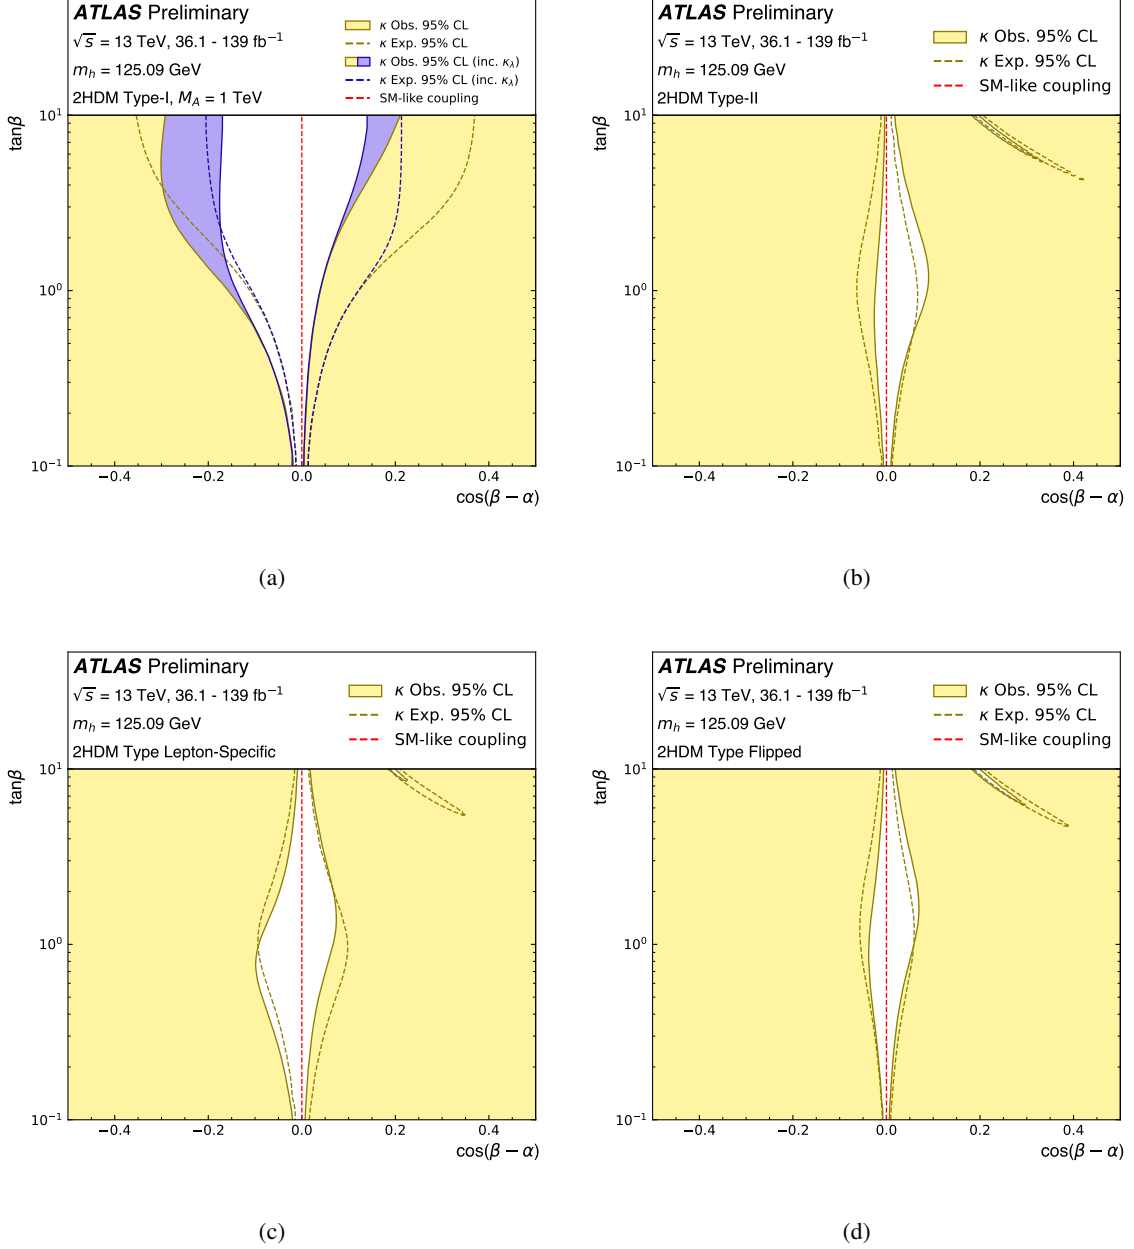 ATLAS Preliminary
√s = 13 TeV, 36.1 - 139 fb⁻¹
m_h = 125.09 GeV
2HDM Type-I, M_A = 1 TeV
κ Obs. 95% CL
κ Exp. 95% CL
κ Obs. 95% CL (inc. κ_λ)
κ Exp. 95% CL (inc. κ_λ)
SM-like coupling
tanβ
10¹
10⁰
10⁻¹
−0.4 −0.2 0.0 0.2 0.4
cos(β − α)
(a)
ATLAS Preliminary
√s = 13 TeV, 36.1 - 139 fb⁻¹
m_h = 125.09 GeV
2HDM Type-II
κ Obs. 95% CL
κ Exp. 95% CL
SM-like coupling
tanβ
10¹
10⁰
10⁻¹
−0.4 −0.2 0.0 0.2 0.4
cos(β − α)
(b)
ATLAS Preliminary
√s = 13 TeV, 36.1 - 139 fb⁻¹
m_h = 125.09 GeV
2HDM Type Lepton-Specific
κ Obs. 95% CL
κ Exp. 95% CL
SM-like coupling
tanβ
10¹
10⁰
10⁻¹
−0.4 −0.2 0.0 0.2 0.4
cos(β − α)
(c)
ATLAS Preliminary
√s = 13 TeV, 36.1 - 139 fb⁻¹
m_h = 125.09 GeV
2HDM Type Flipped
κ Obs. 95% CL
κ Exp. 95% CL
SM-like coupling
tanβ
10¹
10⁰
10⁻¹
−0.4 −0.2 0.0 0.2 0.4
cos(β − α)
(d)